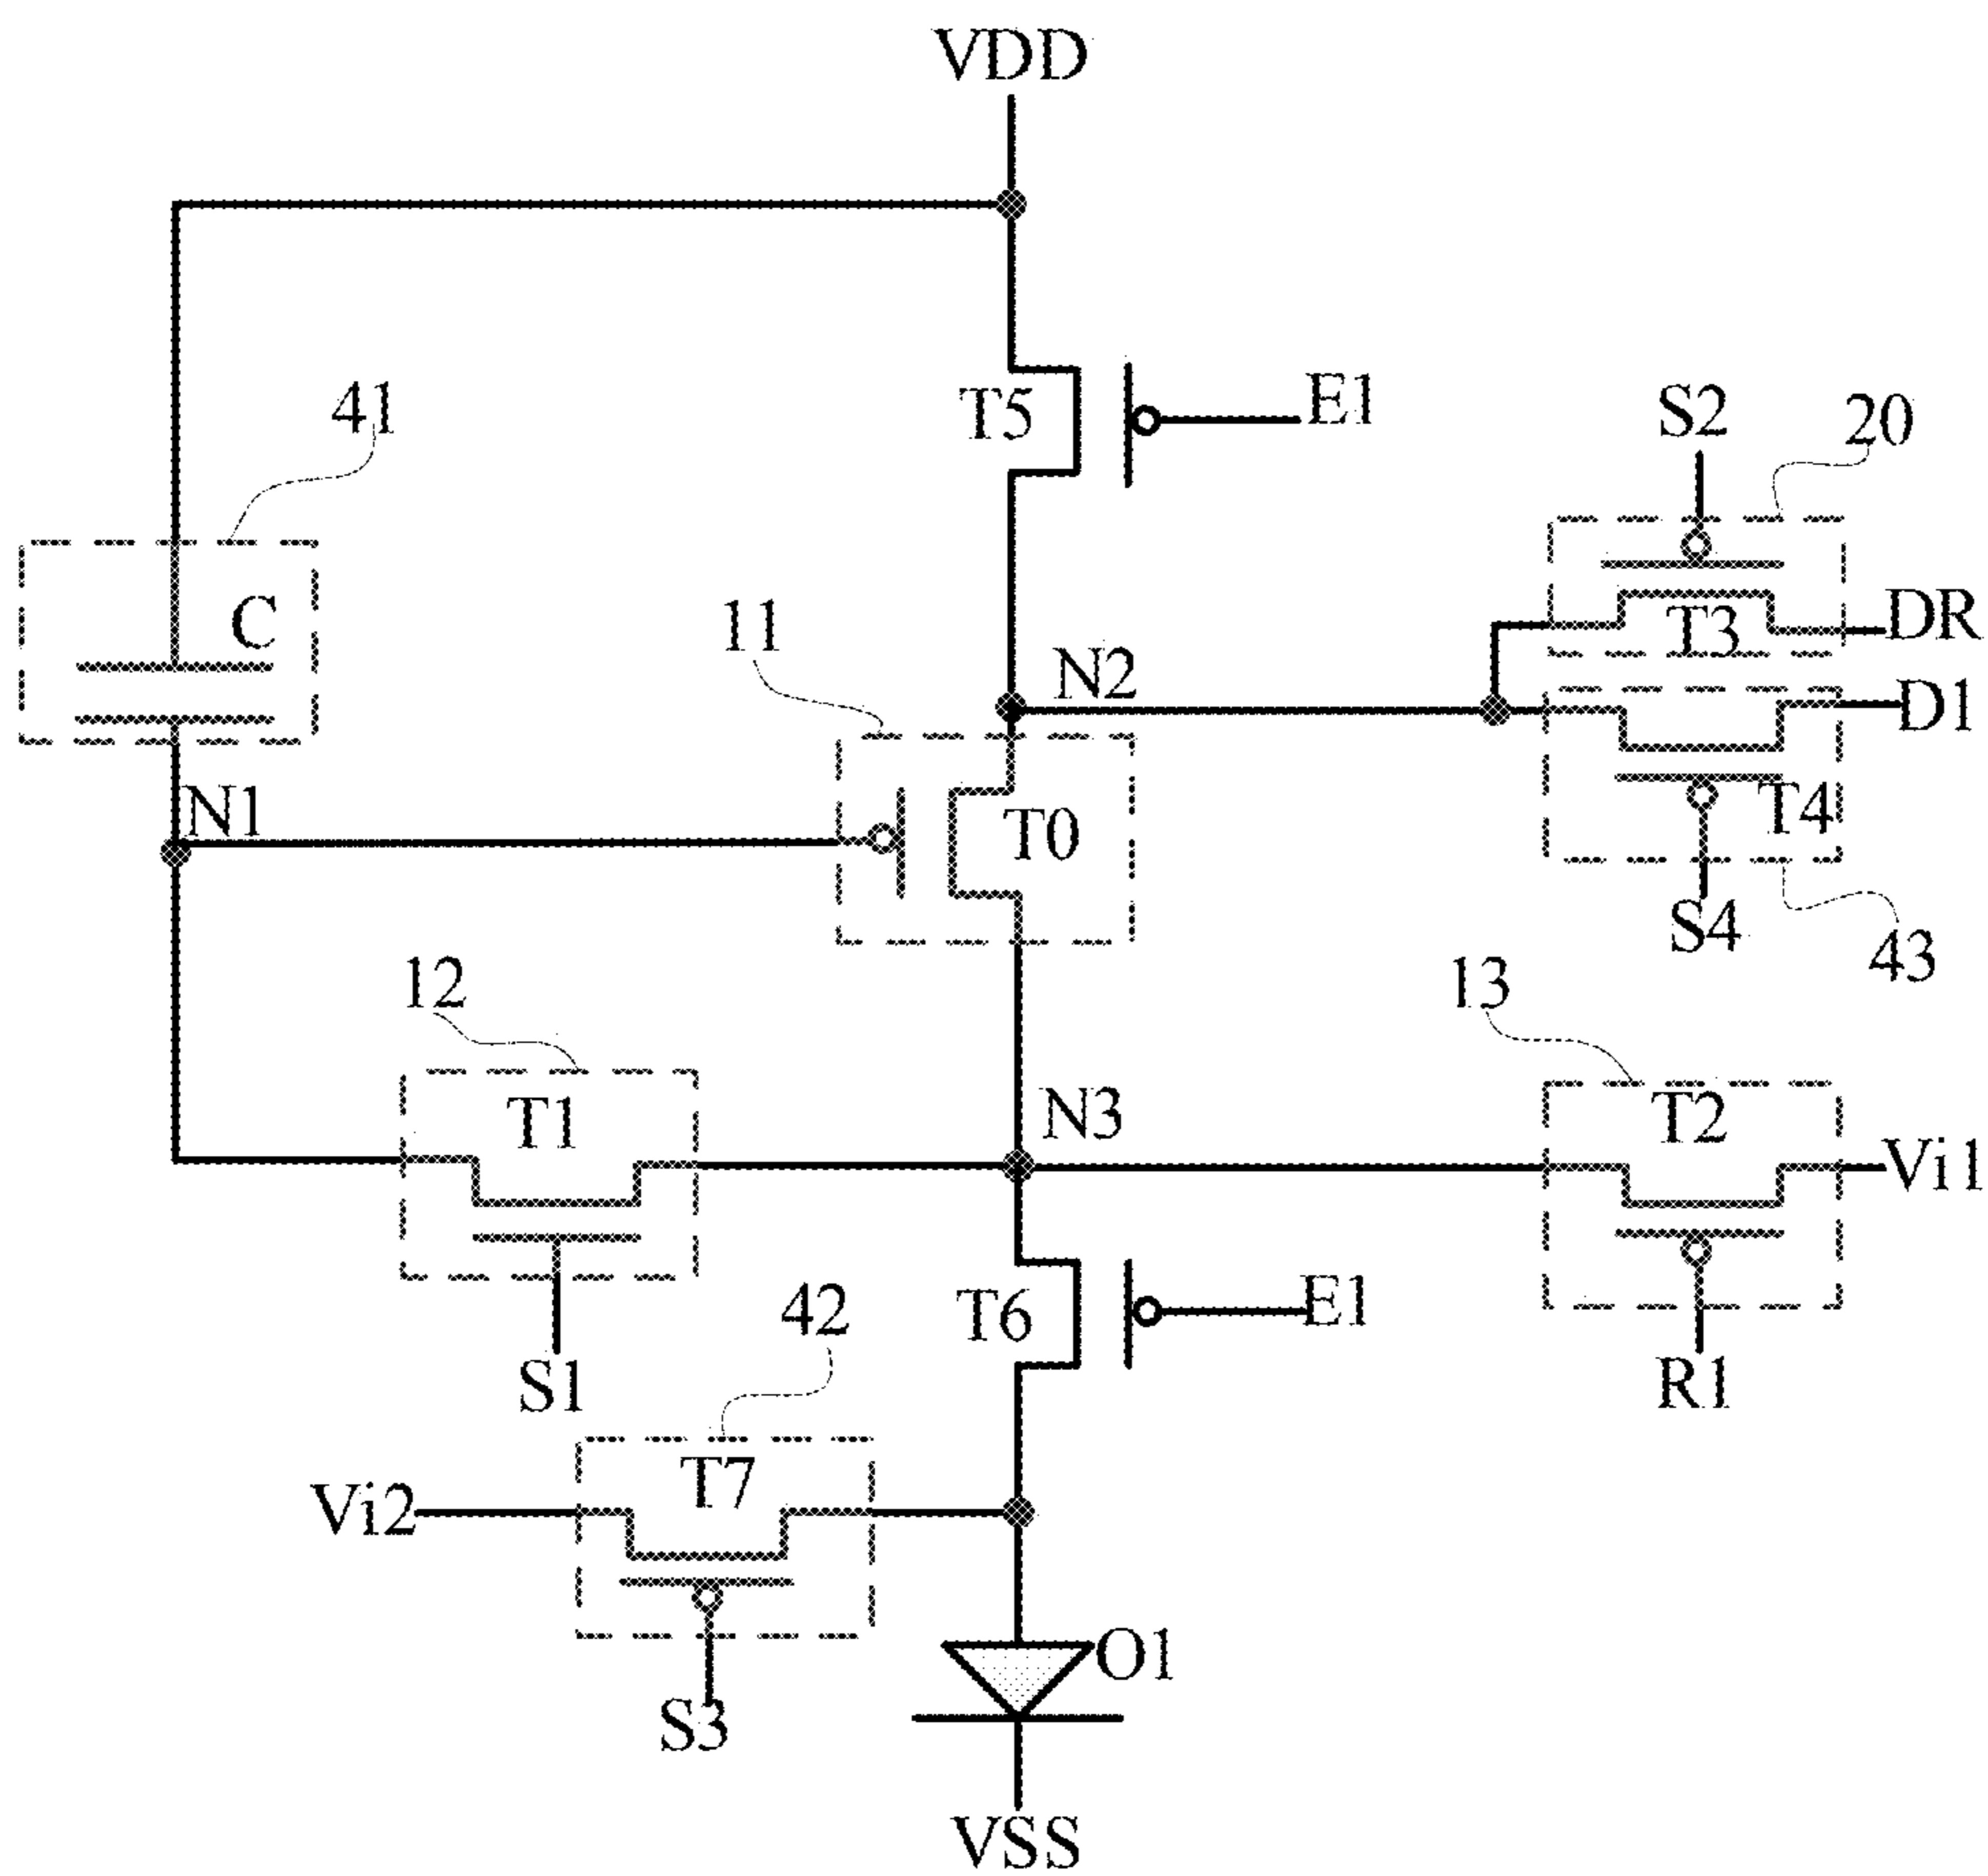 VDD
41
T5
E1
S2
20
C
11
T3
DR
N2
D1
N1
T0
T4
S4
43
12
13
T1
N3
T2
Vi1
42
T6
E1
S1
R1
T7
Vi2
O1
S3
VSS